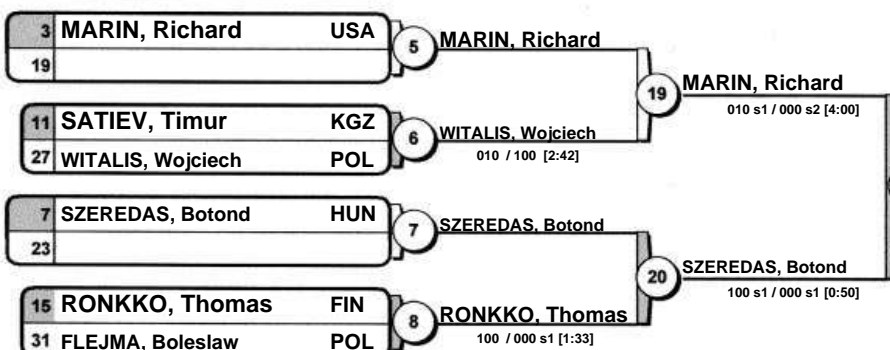 3 MARIN, Richard USA
19
5 MARIN, Richard
11 SATIEV, Timur KGZ
27 WITALIS, Wojciech POL
6 WITALIS, Wojciech
010 / 100 [2:42]
19 MARIN, Richard
010 s1 / 000 s2 [4:00]
7 SZEREDAS, Botond HUN
23
7 SZEREDAS, Botond
15 RONKKO, Thomas FIN
31 FLEJMA, Boleslaw POL
8 RONKKO, Thomas
100 / 000 s1 [1:33]
20 SZEREDAS, Botond
100 s1 / 000 s1 [0:50]